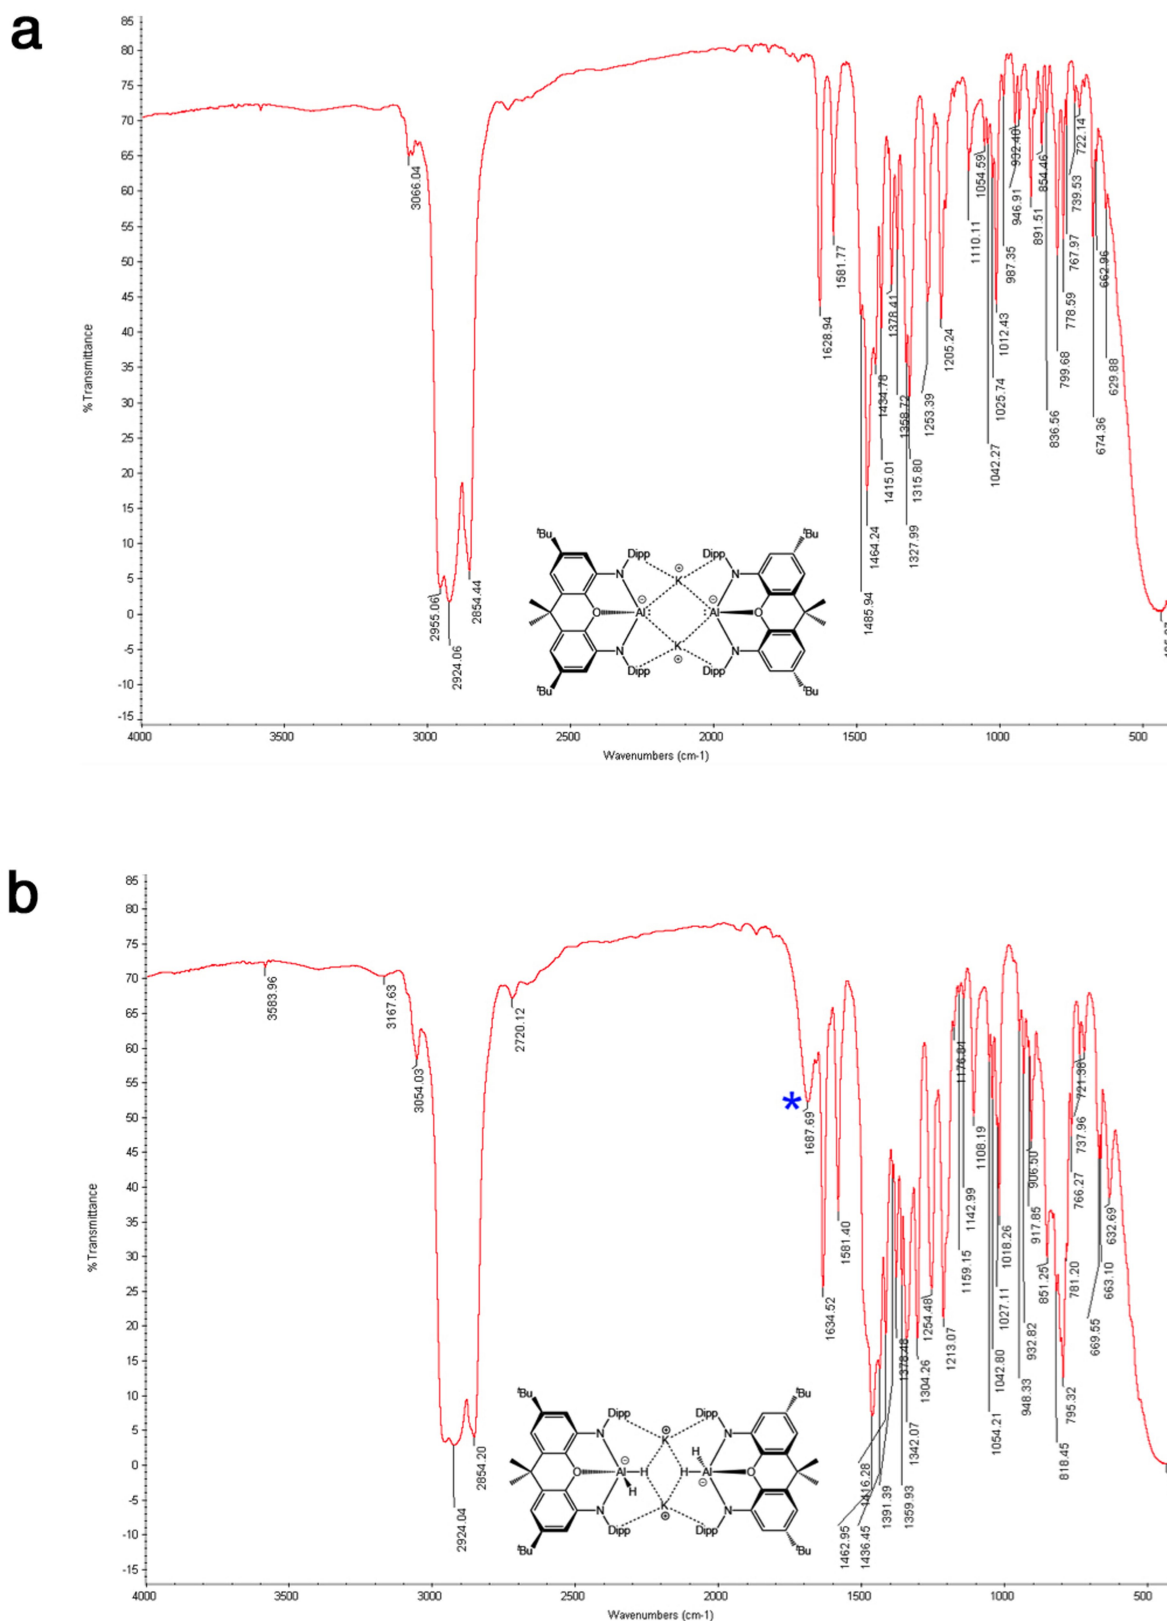 a
85
80
75
70
65
60
55
50
45
40
35
30
25
20
15
10
5
0
-5
-10
-15
% Transmittance
3066.04
2955.06
2924.06
2854.44
1628.94
1581.77
1485.94
1464.24
1434.78
1415.01
1378.41
1358.72
1327.99
1315.80
1253.39
1205.24
1110.11
1054.59
1042.27
1025.74
1012.43
987.35
946.91
932.40
891.51
854.46
836.56
799.68
778.59
767.97
739.53
722.14
674.36
662.96
629.88
tBu
tBu
Dipp
Dipp
N
K
N
O
Al
Al
O
N
K
N
Dipp
Dipp
tBu
tBu
4000
3500
3000
2500
2000
1500
1000
500
Wavenumbers (cm-1)
b
85
80
75
70
65
60
55
50
45
40
35
30
25
20
15
10
5
0
-5
-10
-15
% Transmittance
3583.96
3167.63
3054.03
2924.04
2854.20
2720.12
*
1687.69
1634.52
1581.40
1462.95
1436.45
1416.28
1391.39
1378.48
1359.93
1342.07
1304.26
1254.48
1213.07
1176.84
1159.15
1142.99
1108.19
1054.21
1042.80
1027.11
1018.26
948.33
932.82
917.85
906.50
851.25
818.45
795.32
781.20
766.27
737.96
721.38
669.55
663.10
632.69
tBu
tBu
Dipp
Dipp
N
K
N
H
O
Al
H
H
Al
O
H
N
K
N
Dipp
Dipp
tBu
tBu
4000
3500
3000
2500
2000
1500
1000
500
Wavenumbers (cm-1)